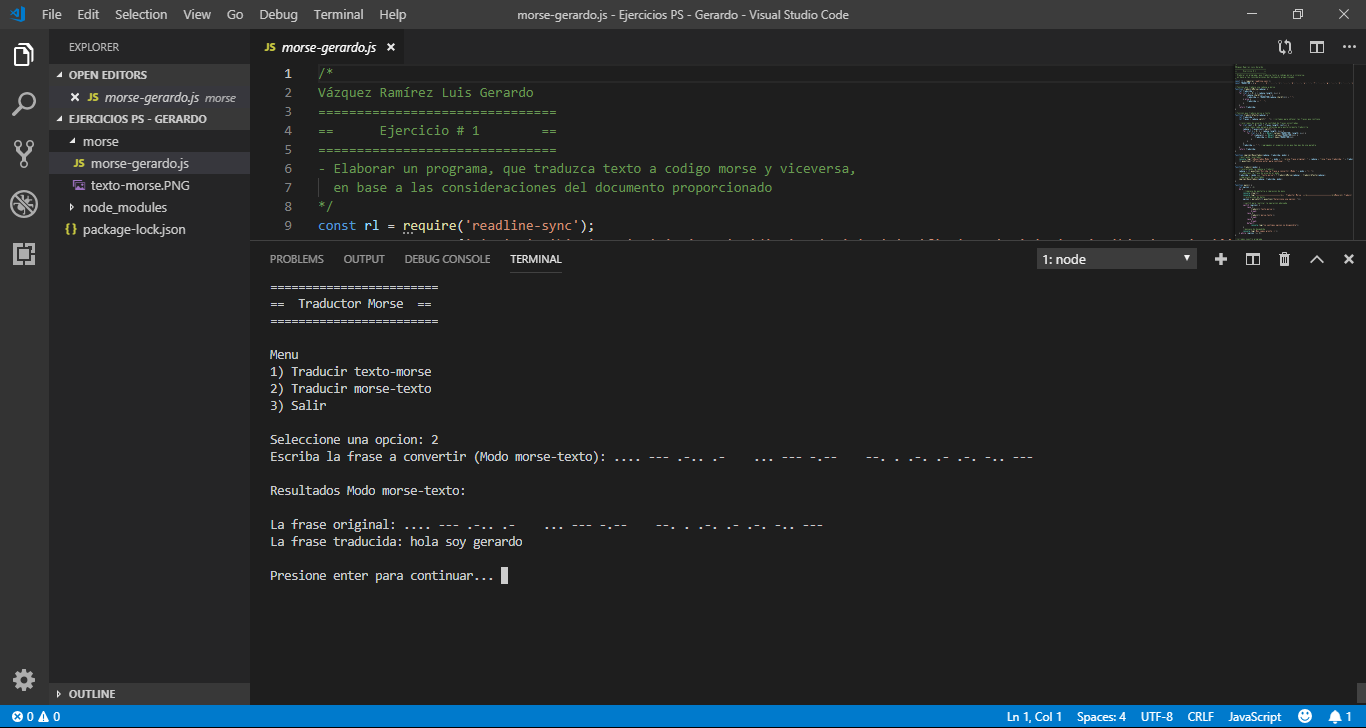 File Edit Selection View Go Debug Terminal Help
morse-gerardo.js - Ejercicios PS - Gerardo - Visual Studio Code
EXPLORER
OPEN EDITORS
JS morse-gerardo.js morse
EJERCICIOS PS - GERARDO
morse
JS morse-gerardo.js
texto-morse.PNG
node_modules
{} package-lock.json
OUTLINE
JS morse-gerardo.js
1 /*
2 Vázquez Ramírez Luis Gerardo
3 ===============================
4 ==      Ejercicio # 1        ==
5 ===============================
6 - Elaborar un programa, que traduzca texto a codigo morse y viceversa,
7   en base a las consideraciones del documento proporcionado
8 */
9 const rl = require('readline-sync');
PROBLEMS OUTPUT DEBUG CONSOLE TERMINAL
1: node
========================
==  Traductor Morse  ==
========================
Menu
1) Traducir texto-morse
2) Traducir morse-texto
3) Salir
Seleccione una opcion: 2
Escriba la frase a convertir (Modo morse-texto): .... --- .-.. .-    ... --- -.--    --. . .-. .- .-. -.. ---
Resultados Modo morse-texto:
La frase original: .... --- .-.. .-    ... --- -.--    --. . .-. .- .-. -.. ---
La frase traducida: hola soy gerardo
Presione enter para continuar...
0 0
Ln 1, Col 1 Spaces: 4 UTF-8 CRLF JavaScript 1